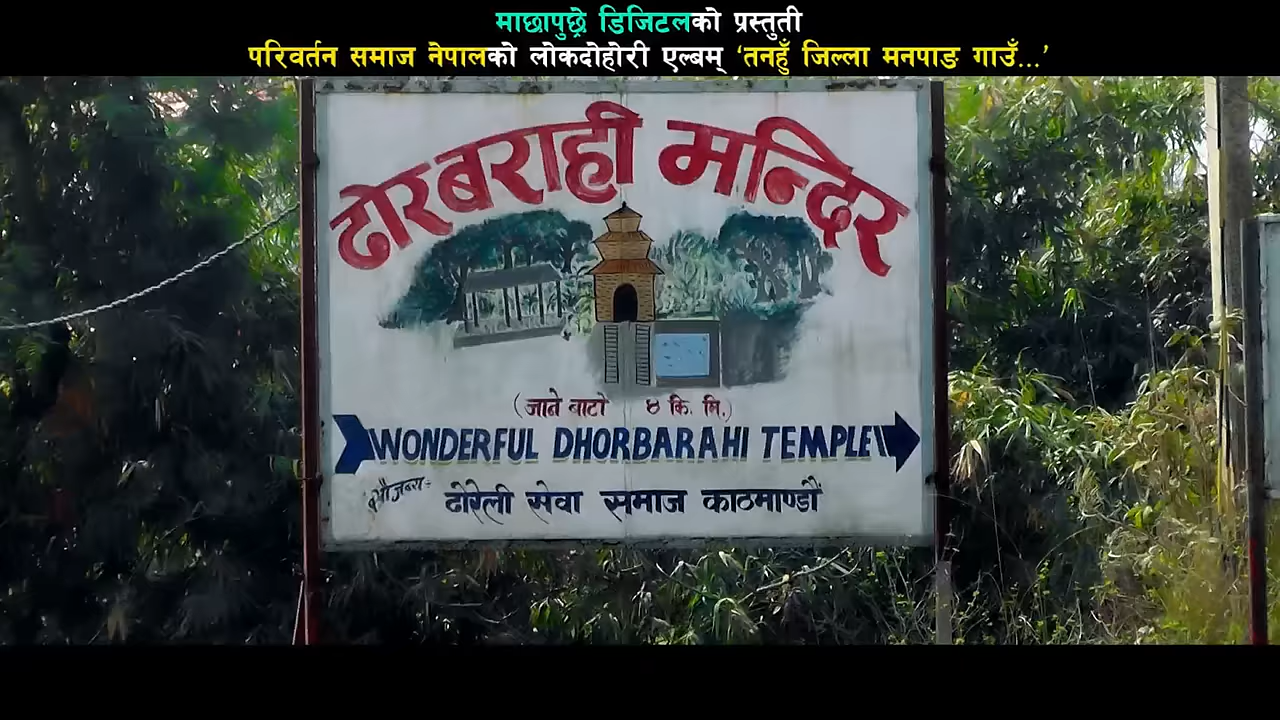 माछापुछ्रे डिजिटलको प्रस्तुती
परिवर्तन समाज नेपालको लोकदोहोरी एल्बम् ‘तनहुँ जिल्ला मनपाङ गाउँ...’
ढोरबराही मन्दिर
(जाने बाटो ४ कि. मि.)
WONDERFUL DHORBARAHI TEMPLE
ढोरेली सेवा समाज काठमाण्डौं